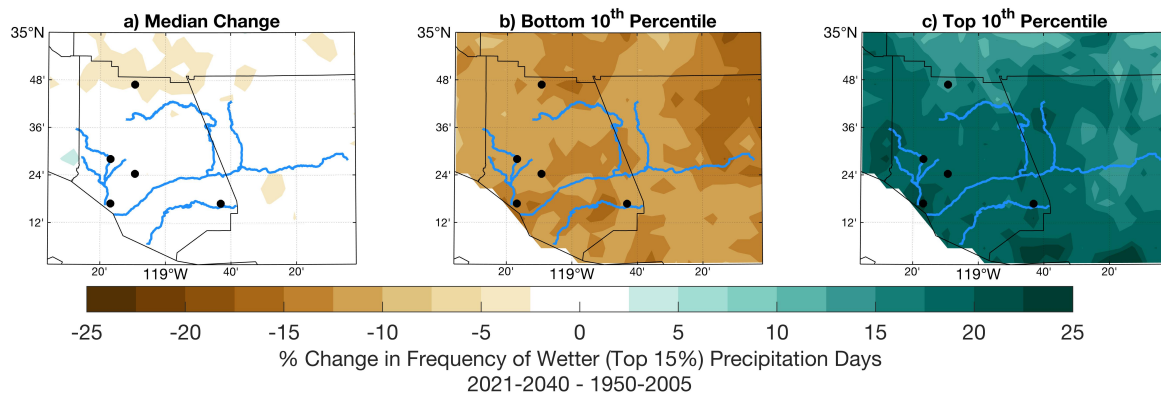 a) Median Change
b) Bottom 10th Percentile
c) Top 10th Percentile
35°N
48'
36'
24'
12'
20'
119°W
40'
20'
35°N
48'
36'
24'
12'
20'
119°W
40'
20'
35°N
48'
36'
24'
12'
20'
119°W
40'
20'
-25 -20 -15 -10 -5 0 5 10 15 20 25
% Change in Frequency of Wetter (Top 15%) Precipitation Days
2021-2040 - 1950-2005